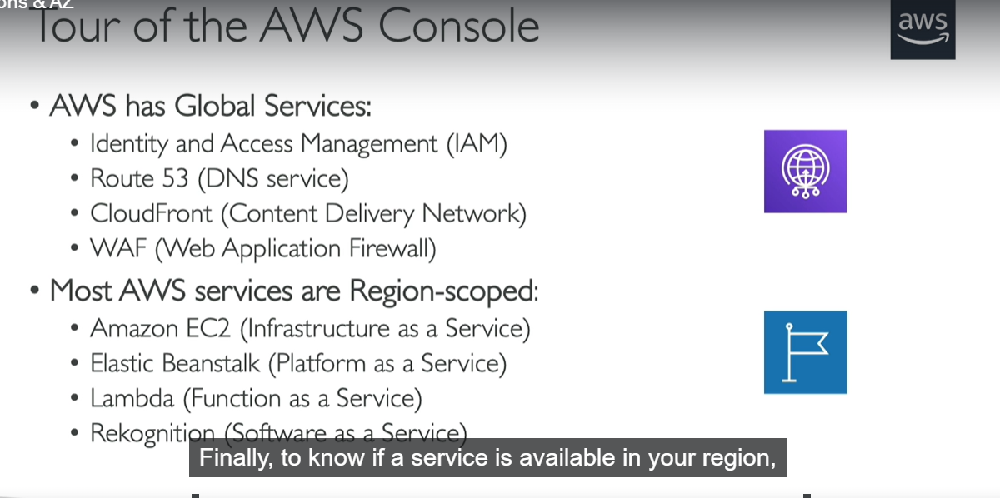 ons & AZ
Tour of the AWS Console
aws
• AWS has Global Services:
• Identity and Access Management (IAM)
• Route 53 (DNS service)
• CloudFront (Content Delivery Network)
• WAF (Web Application Firewall)
• Most AWS services are Region-scoped:
• Amazon EC2 (Infrastructure as a Service)
• Elastic Beanstalk (Platform as a Service)
• Lambda (Function as a Service)
• Rekognition (Software as a Service)
Finally, to know if a service is available in your region,